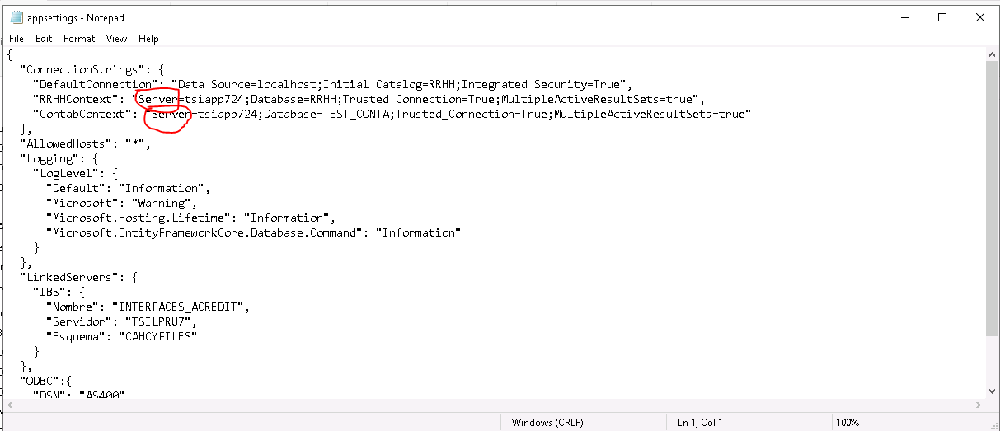 appsettings - Notepad
File Edit Format View Help
{
"ConnectionStrings": {
"DefaultConnection": "Data Source=localhost;Initial Catalog=RRHH;Integrated Security=True",
"RRHHContext": "Server=tsiapp724;Database=RRHH;Trusted_Connection=True;MultipleActiveResultSets=true",
"ContabContext": "Server=tsiapp724;Database=TEST_CONTA;Trusted_Connection=True;MultipleActiveResultSets=true"
},
"AllowedHosts": "*",
"Logging": {
"LogLevel": {
"Default": "Information",
"Microsoft": "Warning",
"Microsoft.Hosting.Lifetime": "Information",
"Microsoft.EntityFrameworkCore.Database.Command": "Information"
}
},
"LinkedServers": {
"IBS": {
"Nombre": "INTERFACES_ACREDIT",
"Servidor": "TSILPRU7",
"Esquema": "CAHCYFILES"
}
},
"ODBC":{
"DSN": "AS400"
Windows (CRLF) Ln 1, Col 1 100%